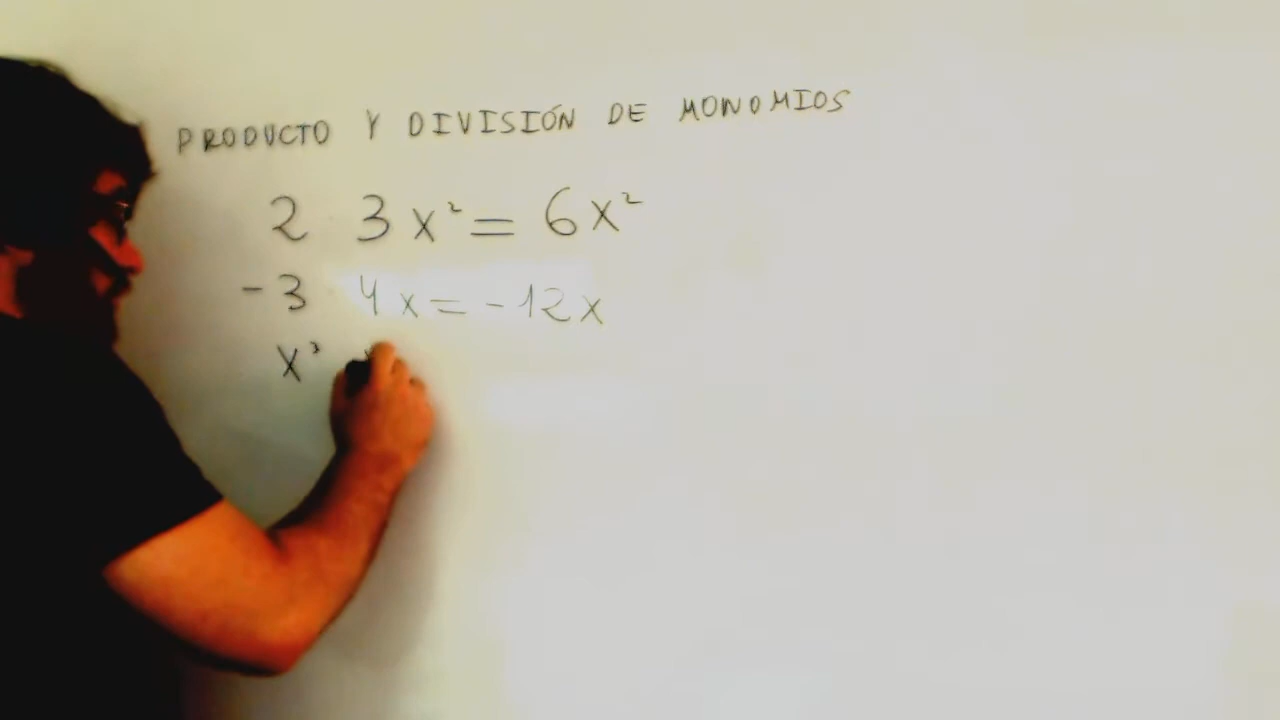 PRODUCTO Y DIVISIÓN DE MONOMIOS
2 3x² = 6x²
-3 4x = -12x
x³